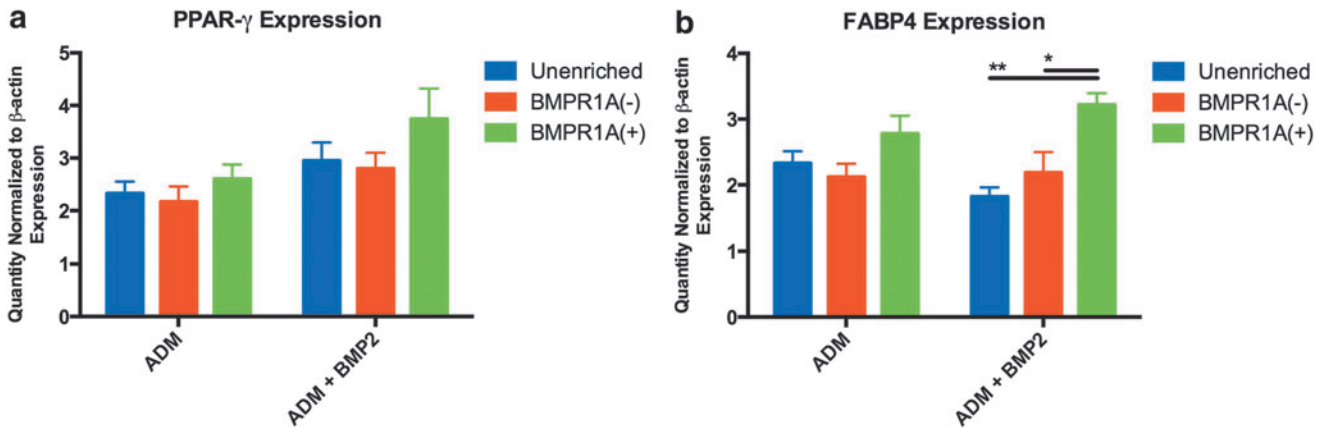 a
PPAR-γ Expression
Quantity Normalized to β-actin
Expression
5
4
3
2
1
0
ADM
ADM + BMP2
Unenriched
BMPR1A(-)
BMPR1A(+)
b
FABP4 Expression
Quantity Normalized to β-actin
Expression
4
3
2
1
0
**
*
ADM
ADM + BMP2
Unenriched
BMPR1A(-)
BMPR1A(+)